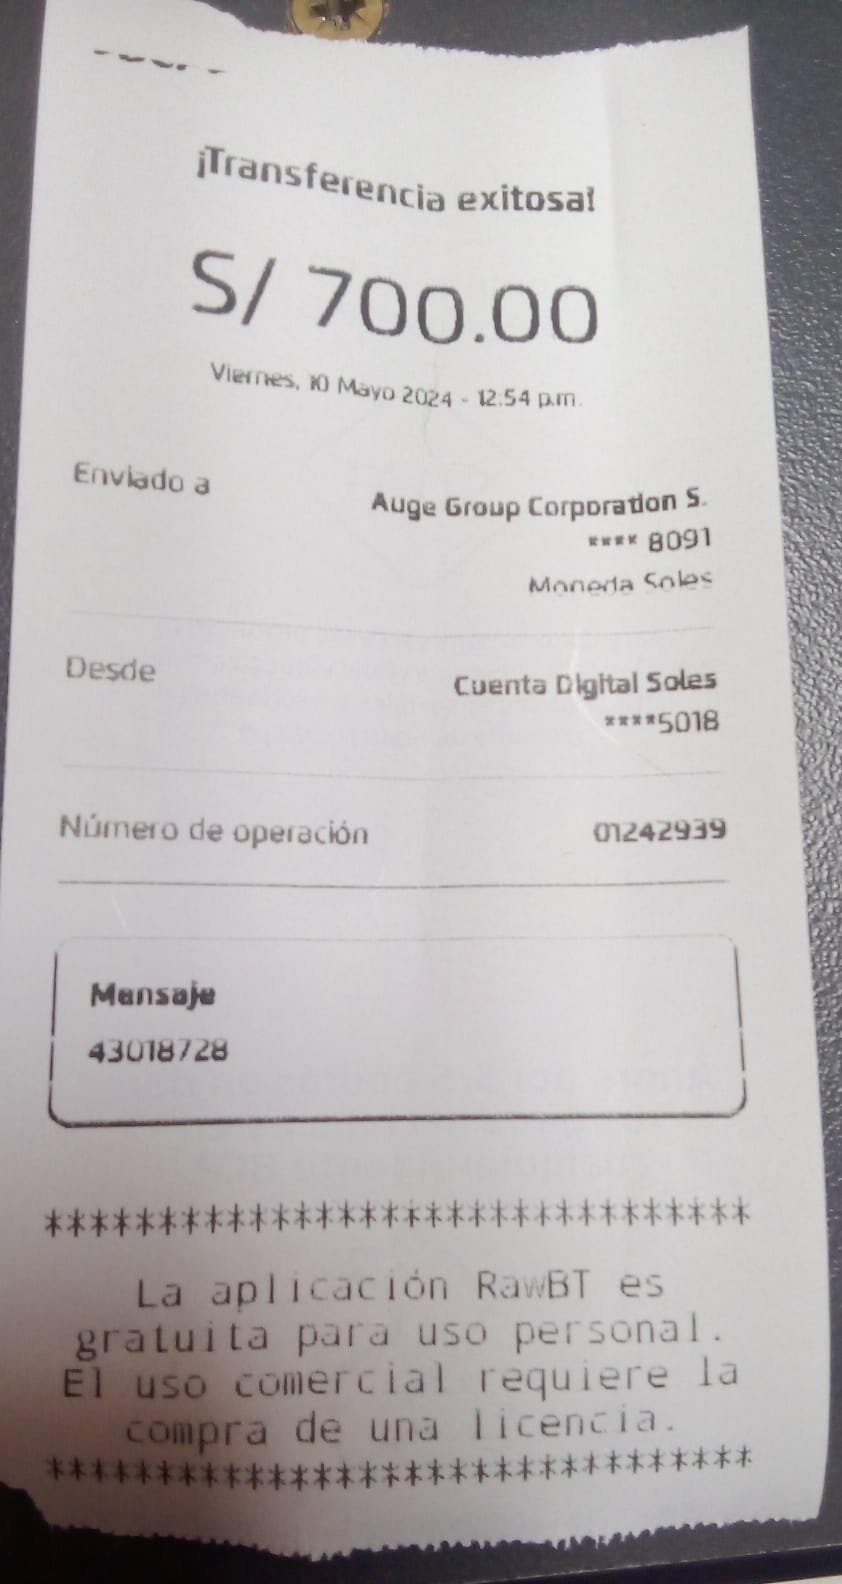 ¡Transferencia exitosa!
S/ 700.00
Viernes, 10 Mayo 2024 - 12:54 p.m.
Enviado a
Auge Group Corporation S.
**** 8091
Moneda Soles
Desde
Cuenta Digital Soles
****5018
Número de operación
01242939
Mensaje
43018728
********************************
La aplicación RawBT es
gratuita para uso personal.
El uso comercial requiere la
compra de una licencia.
********************************